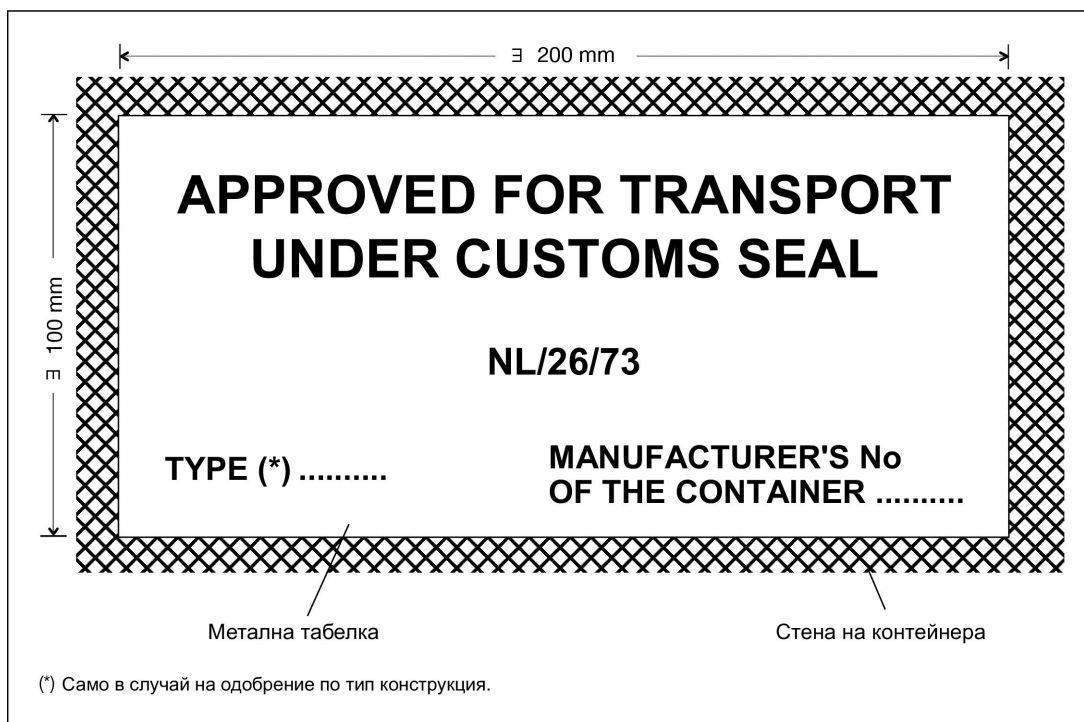 ∃ 200 mm
∃ 100 mm
APPROVED FOR TRANSPORT
UNDER CUSTOMS SEAL
NL/26/73
TYPE (*) ..........
MANUFACTURER'S No
OF THE CONTAINER ..........
Метална табелка
Стена на контейнера
(*) Само в случай на одобрение по тип конструкция.